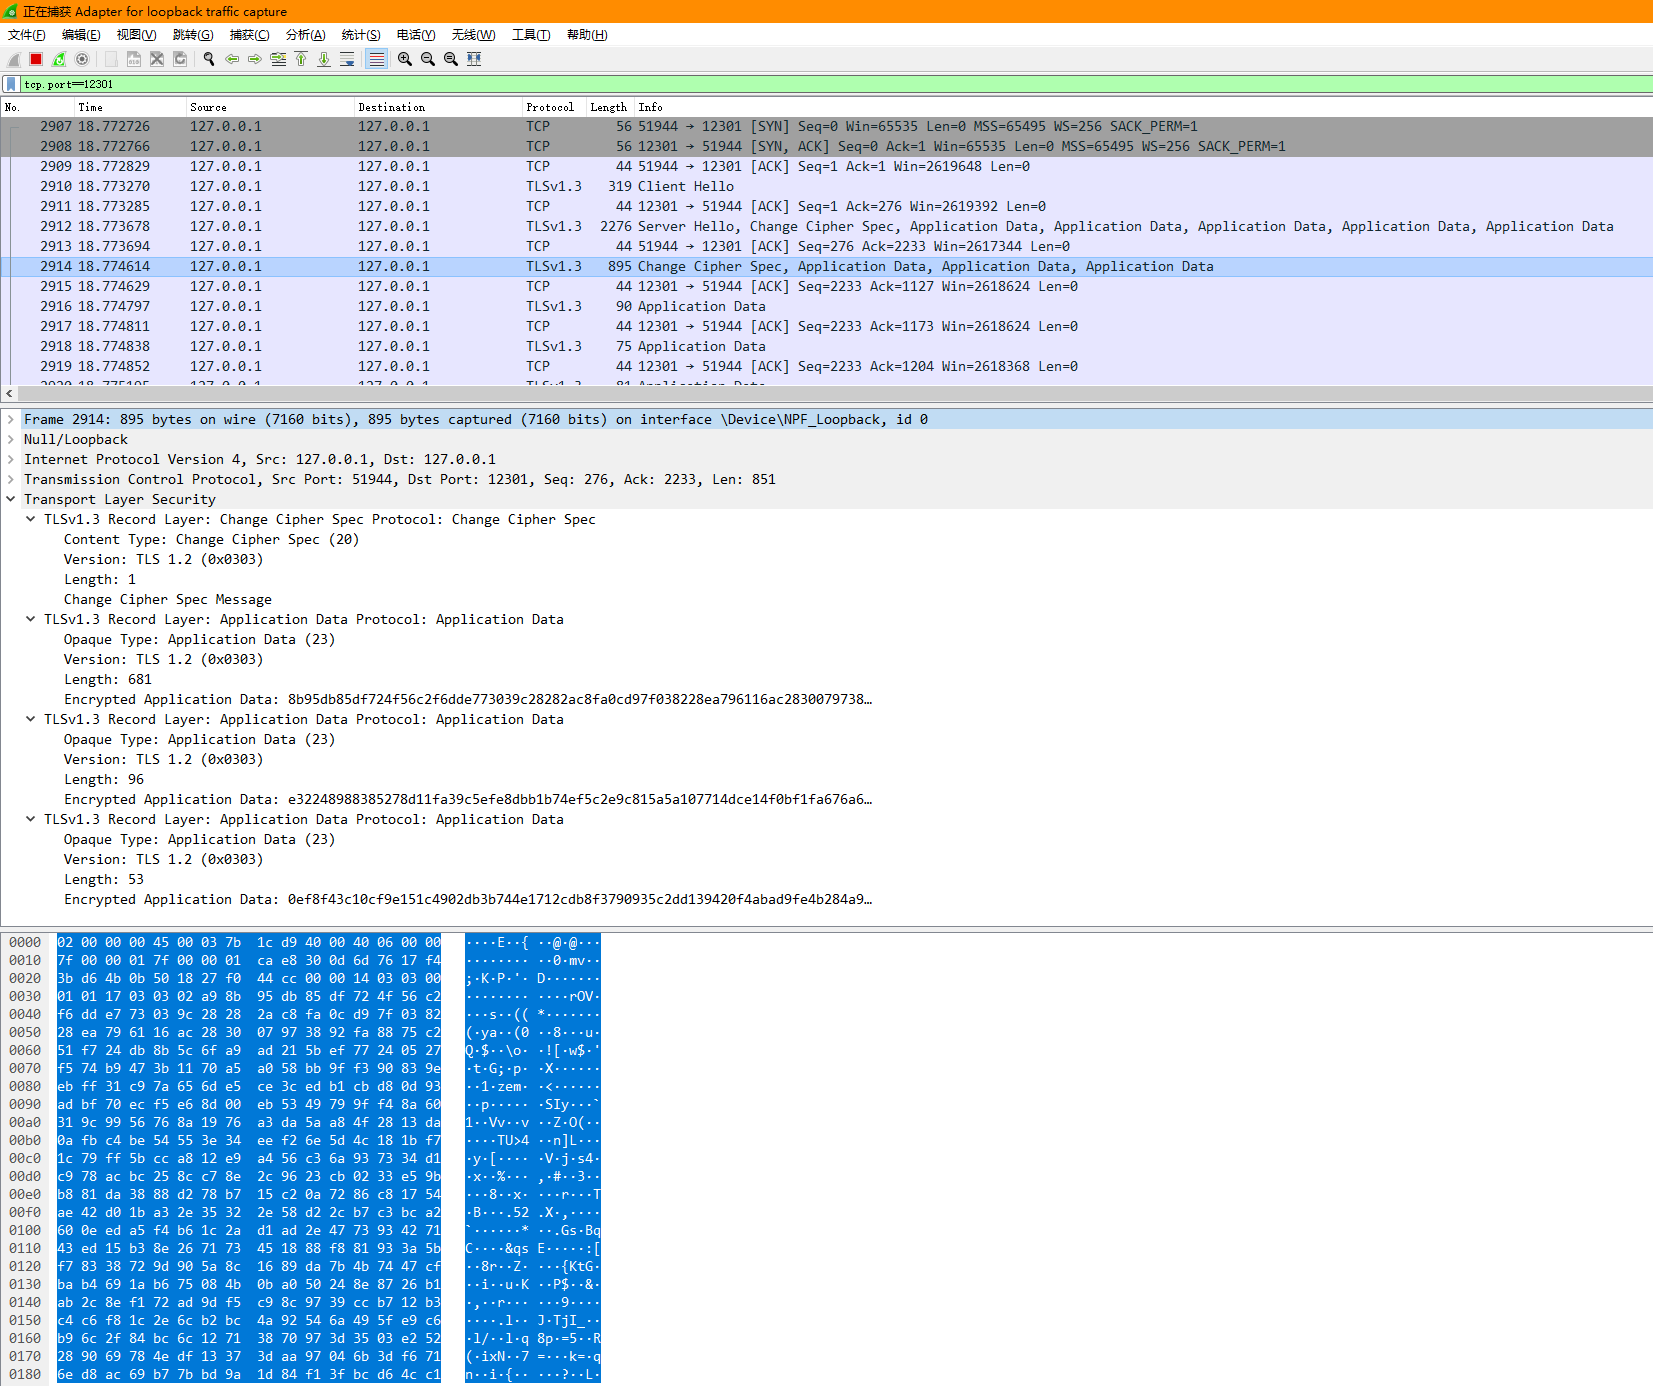 正在捕获 Adapter for loopback traffic capture
文件(F) 编辑(E) 视图(V) 跳转(G) 捕获(C) 分析(A) 统计(S) 电话(Y) 无线(W) 工具(T) 帮助(H)
tcp.port==12301
No. Time Source Destination Protocol Length Info
2907 18.772726 127.0.0.1 127.0.0.1 TCP 56 51944 → 12301 [SYN] Seq=0 Win=65535 Len=0 MSS=65495 WS=256 SACK_PERM=1
2908 18.772766 127.0.0.1 127.0.0.1 TCP 56 12301 → 51944 [SYN, ACK] Seq=0 Ack=1 Win=65535 Len=0 MSS=65495 WS=256 SACK_PERM=1
2909 18.772829 127.0.0.1 127.0.0.1 TCP 44 51944 → 12301 [ACK] Seq=1 Ack=1 Win=2619648 Len=0
2910 18.773270 127.0.0.1 127.0.0.1 TLSv1.3 319 Client Hello
2911 18.773285 127.0.0.1 127.0.0.1 TCP 44 12301 → 51944 [ACK] Seq=1 Ack=276 Win=2619392 Len=0
2912 18.773678 127.0.0.1 127.0.0.1 TLSv1.3 2276 Server Hello, Change Cipher Spec, Application Data, Application Data, Application Data, Application Data
2913 18.773694 127.0.0.1 127.0.0.1 TCP 44 51944 → 12301 [ACK] Seq=276 Ack=2233 Win=2617344 Len=0
2914 18.774614 127.0.0.1 127.0.0.1 TLSv1.3 895 Change Cipher Spec, Application Data, Application Data, Application Data
2915 18.774629 127.0.0.1 127.0.0.1 TCP 44 12301 → 51944 [ACK] Seq=2233 Ack=1127 Win=2618624 Len=0
2916 18.774797 127.0.0.1 127.0.0.1 TLSv1.3 90 Application Data
2917 18.774811 127.0.0.1 127.0.0.1 TCP 44 12301 → 51944 [ACK] Seq=2233 Ack=1173 Win=2618624 Len=0
2918 18.774838 127.0.0.1 127.0.0.1 TLSv1.3 75 Application Data
2919 18.774852 127.0.0.1 127.0.0.1 TCP 44 12301 → 51944 [ACK] Seq=2233 Ack=1204 Win=2618368 Len=0
Frame 2914: 895 bytes on wire (7160 bits), 895 bytes captured (7160 bits) on interface \Device\NPF_Loopback, id 0
Null/Loopback
Internet Protocol Version 4, Src: 127.0.0.1, Dst: 127.0.0.1
Transmission Control Protocol, Src Port: 51944, Dst Port: 12301, Seq: 276, Ack: 2233, Len: 851
Transport Layer Security
TLSv1.3 Record Layer: Change Cipher Spec Protocol: Change Cipher Spec
Content Type: Change Cipher Spec (20)
Version: TLS 1.2 (0x0303)
Length: 1
Change Cipher Spec Message
TLSv1.3 Record Layer: Application Data Protocol: Application Data
Opaque Type: Application Data (23)
Version: TLS 1.2 (0x0303)
Length: 681
Encrypted Application Data: 8b95db85df724f56c2f6dde773039c28282ac8fa0cd97f038228ea796116ac2830079738…
TLSv1.3 Record Layer: Application Data Protocol: Application Data
Opaque Type: Application Data (23)
Version: TLS 1.2 (0x0303)
Length: 96
Encrypted Application Data: e32248988385278d11fa39c5efe8dbb1b74ef5c2e9c815a5a107714dce14f0bf1fa676a6…
TLSv1.3 Record Layer: Application Data Protocol: Application Data
Opaque Type: Application Data (23)
Version: TLS 1.2 (0x0303)
Length: 53
Encrypted Application Data: 0ef8f43c10cf9e151c4902db3b744e1712cdb8f3790935c2dd139420f4abad9fe4b284a9…
0000 02 00 00 00 45 00 03 7b 1c d9 40 00 40 06 00 00 ····E··{ ··@·@···
0010 7f 00 00 01 7f 00 00 01 ca e8 30 0d 6d 76 17 f4 ········ ··0·mv··
0020 3b d6 4b 0b 50 18 27 f0 44 cc 00 00 14 03 03 00 ;·K·P·'· D·······
0030 01 01 17 03 03 02 a9 8b 95 db 85 df 72 4f 56 c2 ········ ····rOV·
0040 f6 dd e7 73 03 9c 28 28 2a c8 fa 0c d9 7f 03 82 ···s··(( *·······
0050 28 ea 79 61 16 ac 28 30 07 97 38 92 fa 88 75 c2 (·ya··(0 ··8···u·
0060 51 f7 24 db 8b 5c 6f a9 ad 21 5b ef 77 24 05 27 Q·$··\o· ·![·w$·'
0070 f5 74 b9 47 3b 11 70 a5 a0 58 bb 9f f3 90 83 9e ·t·G;·p· ·X······
0080 eb ff 31 c9 7a 65 6d e5 ce 3c ed b1 cb d8 0d 93 ··1·zem· ·<······
0090 ad bf 70 ec f5 e6 8d 00 eb 53 49 79 9f f4 8a 60 ··p····· ·SIy···`
00a0 31 9c 99 56 76 8a 19 76 a3 da 5a a8 4f 28 13 da 1··Vv··v ··Z·O(··
00b0 0a fb c4 be 54 55 3e 34 ee f2 6e 5d 4c 18 1b f7 ····TU>4 ··n]L···
00c0 1c 79 ff 5b cc a8 12 e9 a4 56 c3 6a 93 73 34 d1 ·y·[···· ·V·j·s4·
00d0 c9 78 ac bc 25 8c c7 8e 2c 96 23 cb 02 33 e5 9b ·x··%··· ,·#··3··
00e0 b8 81 da 38 88 d2 78 b7 15 c2 0a 72 86 c8 17 54 ···8··x· ···r···T
00f0 ae 42 d0 1b a3 2e 35 32 2e 58 d2 2c b7 c3 bc a2 ·B···.52 .X·,····
0100 60 0e ed a5 f4 b6 1c 2a d1 ad 2e 47 73 93 42 71 `······* ··.Gs·Bq
0110 43 ed 15 b3 8e 26 71 73 45 18 88 f8 81 93 3a 5b C····&qs E·····:[
0120 f7 83 38 72 9d 90 5a 8c 16 89 da 7b 4b 74 47 cf ··8r··Z· ···{KtG·
0130 ba b4 69 1a b6 75 08 4b 0b a0 50 24 8e 87 26 b1 ··i··u·K ··P$··&·
0140 ab 2c 8e f1 72 ad 9d f5 c9 8c 97 39 cc b7 12 b3 ·,··r··· ···9····
0150 c4 c6 f8 1c 2e 6c b2 bc 4a 92 54 6a 49 5f e9 c6 ····.l·· J·TjI_··
0160 b9 6c 2f 84 bc 6c 12 71 38 70 97 3d 35 03 e2 52 ·l/··l·q 8p·=5··R
0170 28 90 69 78 4e df 13 37 3d aa 97 04 6b 3d f6 71 (·ixN··7 =···k=·q
0180 6e d8 ac 69 b7 7b bd 9a 1d 84 f1 3f bc d6 4c c1 n··i·{·· ···?··L·